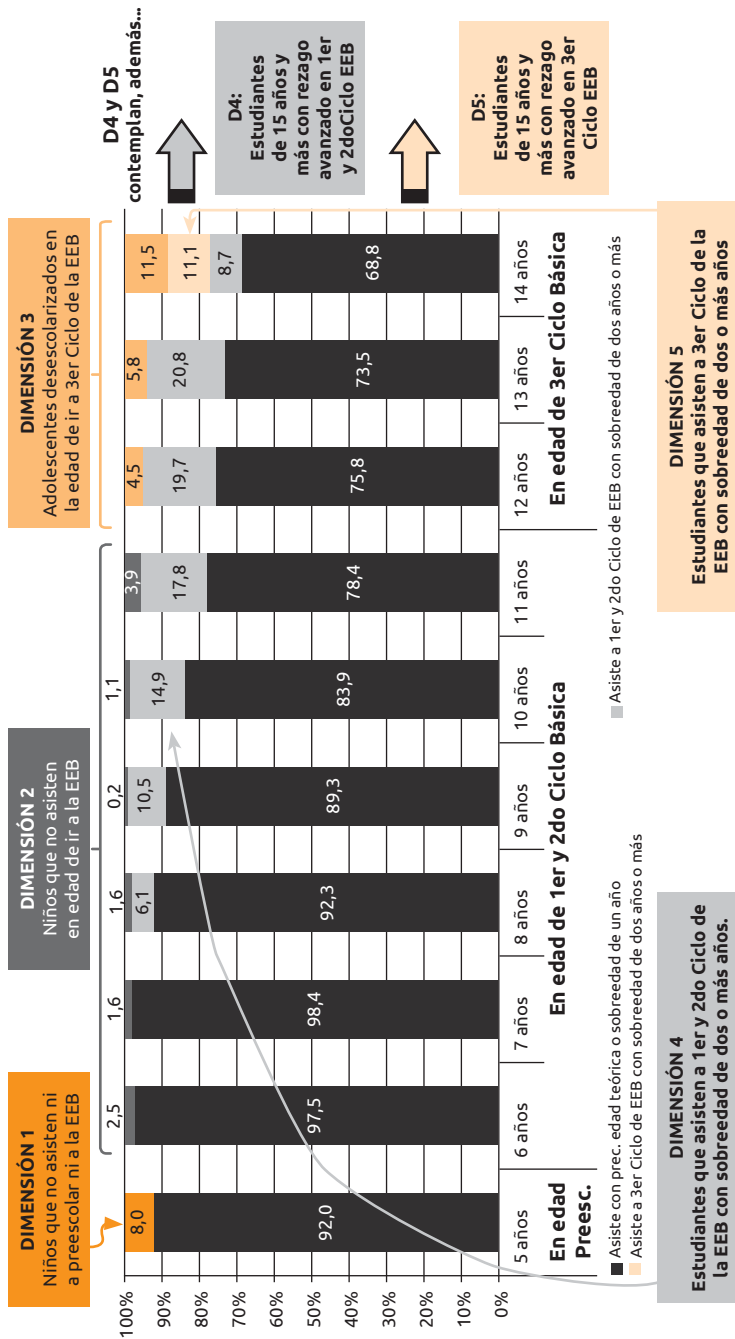 DIMENSIÓN 1
Niños que no asisten ni
a preescolar ni a la EEB
DIMENSIÓN 2
Niños que no asisten
en edad de ir a la EEB
DIMENSIÓN 3
Adolescentes desescolarizados en
la edad de ir a 3er Ciclo de la EEB
D4 y D5
contemplan, además...
D4:
Estudiantes
de 15 años y
más con rezago
avanzado en 1er
y 2doCiclo EEB
D5:
Estudiantes
de 15 años y
más con rezago
avanzado en 3er
Ciclo EEB
100%
90%
80%
70%
60%
50%
40%
30%
20%
10%
0%
8,0
92,0
2,5
97,5
1,6
98,4
1,6
6,1
92,3
0,2
10,5
89,3
1,1
14,9
83,9
3,9
17,8
78,4
4,5
19,7
75,8
5,8
20,8
73,5
11,5
11,1
8,7
68,8
5 años
6 años
7 años
8 años
9 años
10 años
11 años
12 años
13 años
14 años
En edad
Preesc.
En edad de 1er y 2do Ciclo Básica
En edad de 3er Ciclo Básica
Asiste con prec. edad teórica o sobreedad de un año
Asiste a 3er Ciclo de EEB con sobreedad de dos años o más
Asiste a 1er y 2do Ciclo de EEB con sobreedad de dos años o más
DIMENSIÓN 4
Estudiantes que asisten a 1er y 2do Ciclo de
la EEB con sobreedad de dos o más años.
DIMENSIÓN 5
Estudiantes que asisten a 3er Ciclo de la
EEB con sobreedad de dos o más años